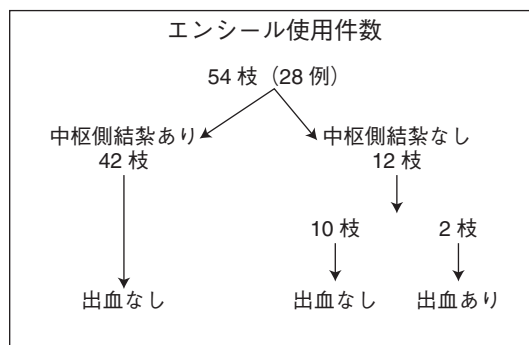 エンシール使用件数
54 枝（28 例）
中枢側結紮あり 中枢側結紮なし
42 枝 12 枝
10 枝 2 枝
出血なし 出血なし 出血あり